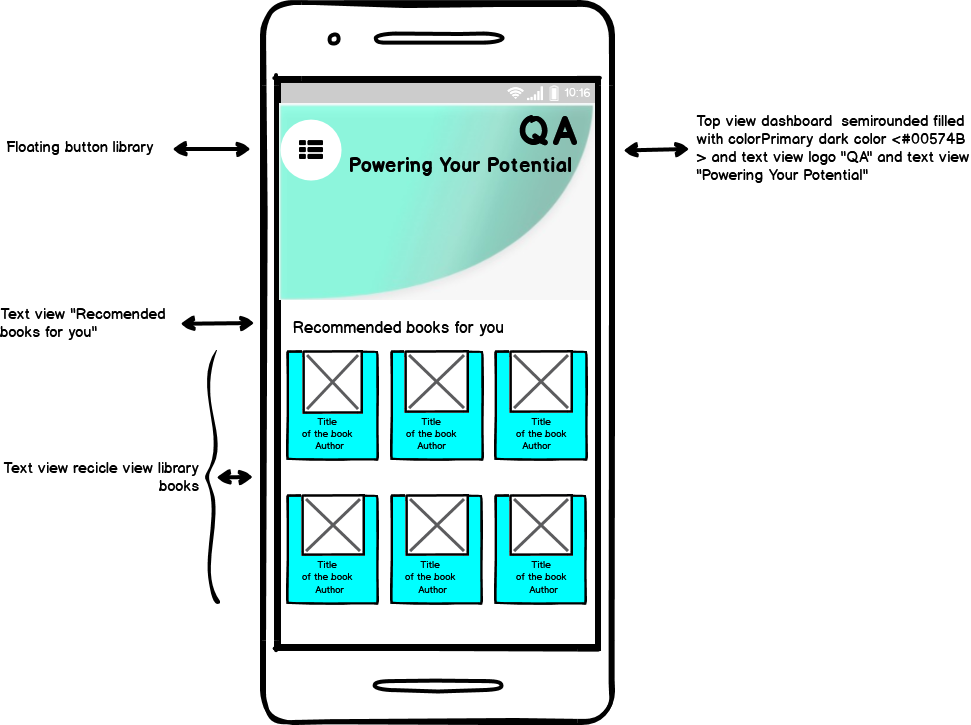 10:16
QA
Powering Your Potential
Floating button library
Top view dashboard semirounded filled
with colorPrimary dark color <#00574B
> and text view logo "QA" and text view
"Powering Your Potential"
Text view "Recomended
books for you"
Recommended books for you
Title
of the book
Author
Title
of the book
Author
Title
of the book
Author
Text view recicle view library
books
Title
of the book
Author
Title
of the book
Author
Title
of the book
Author